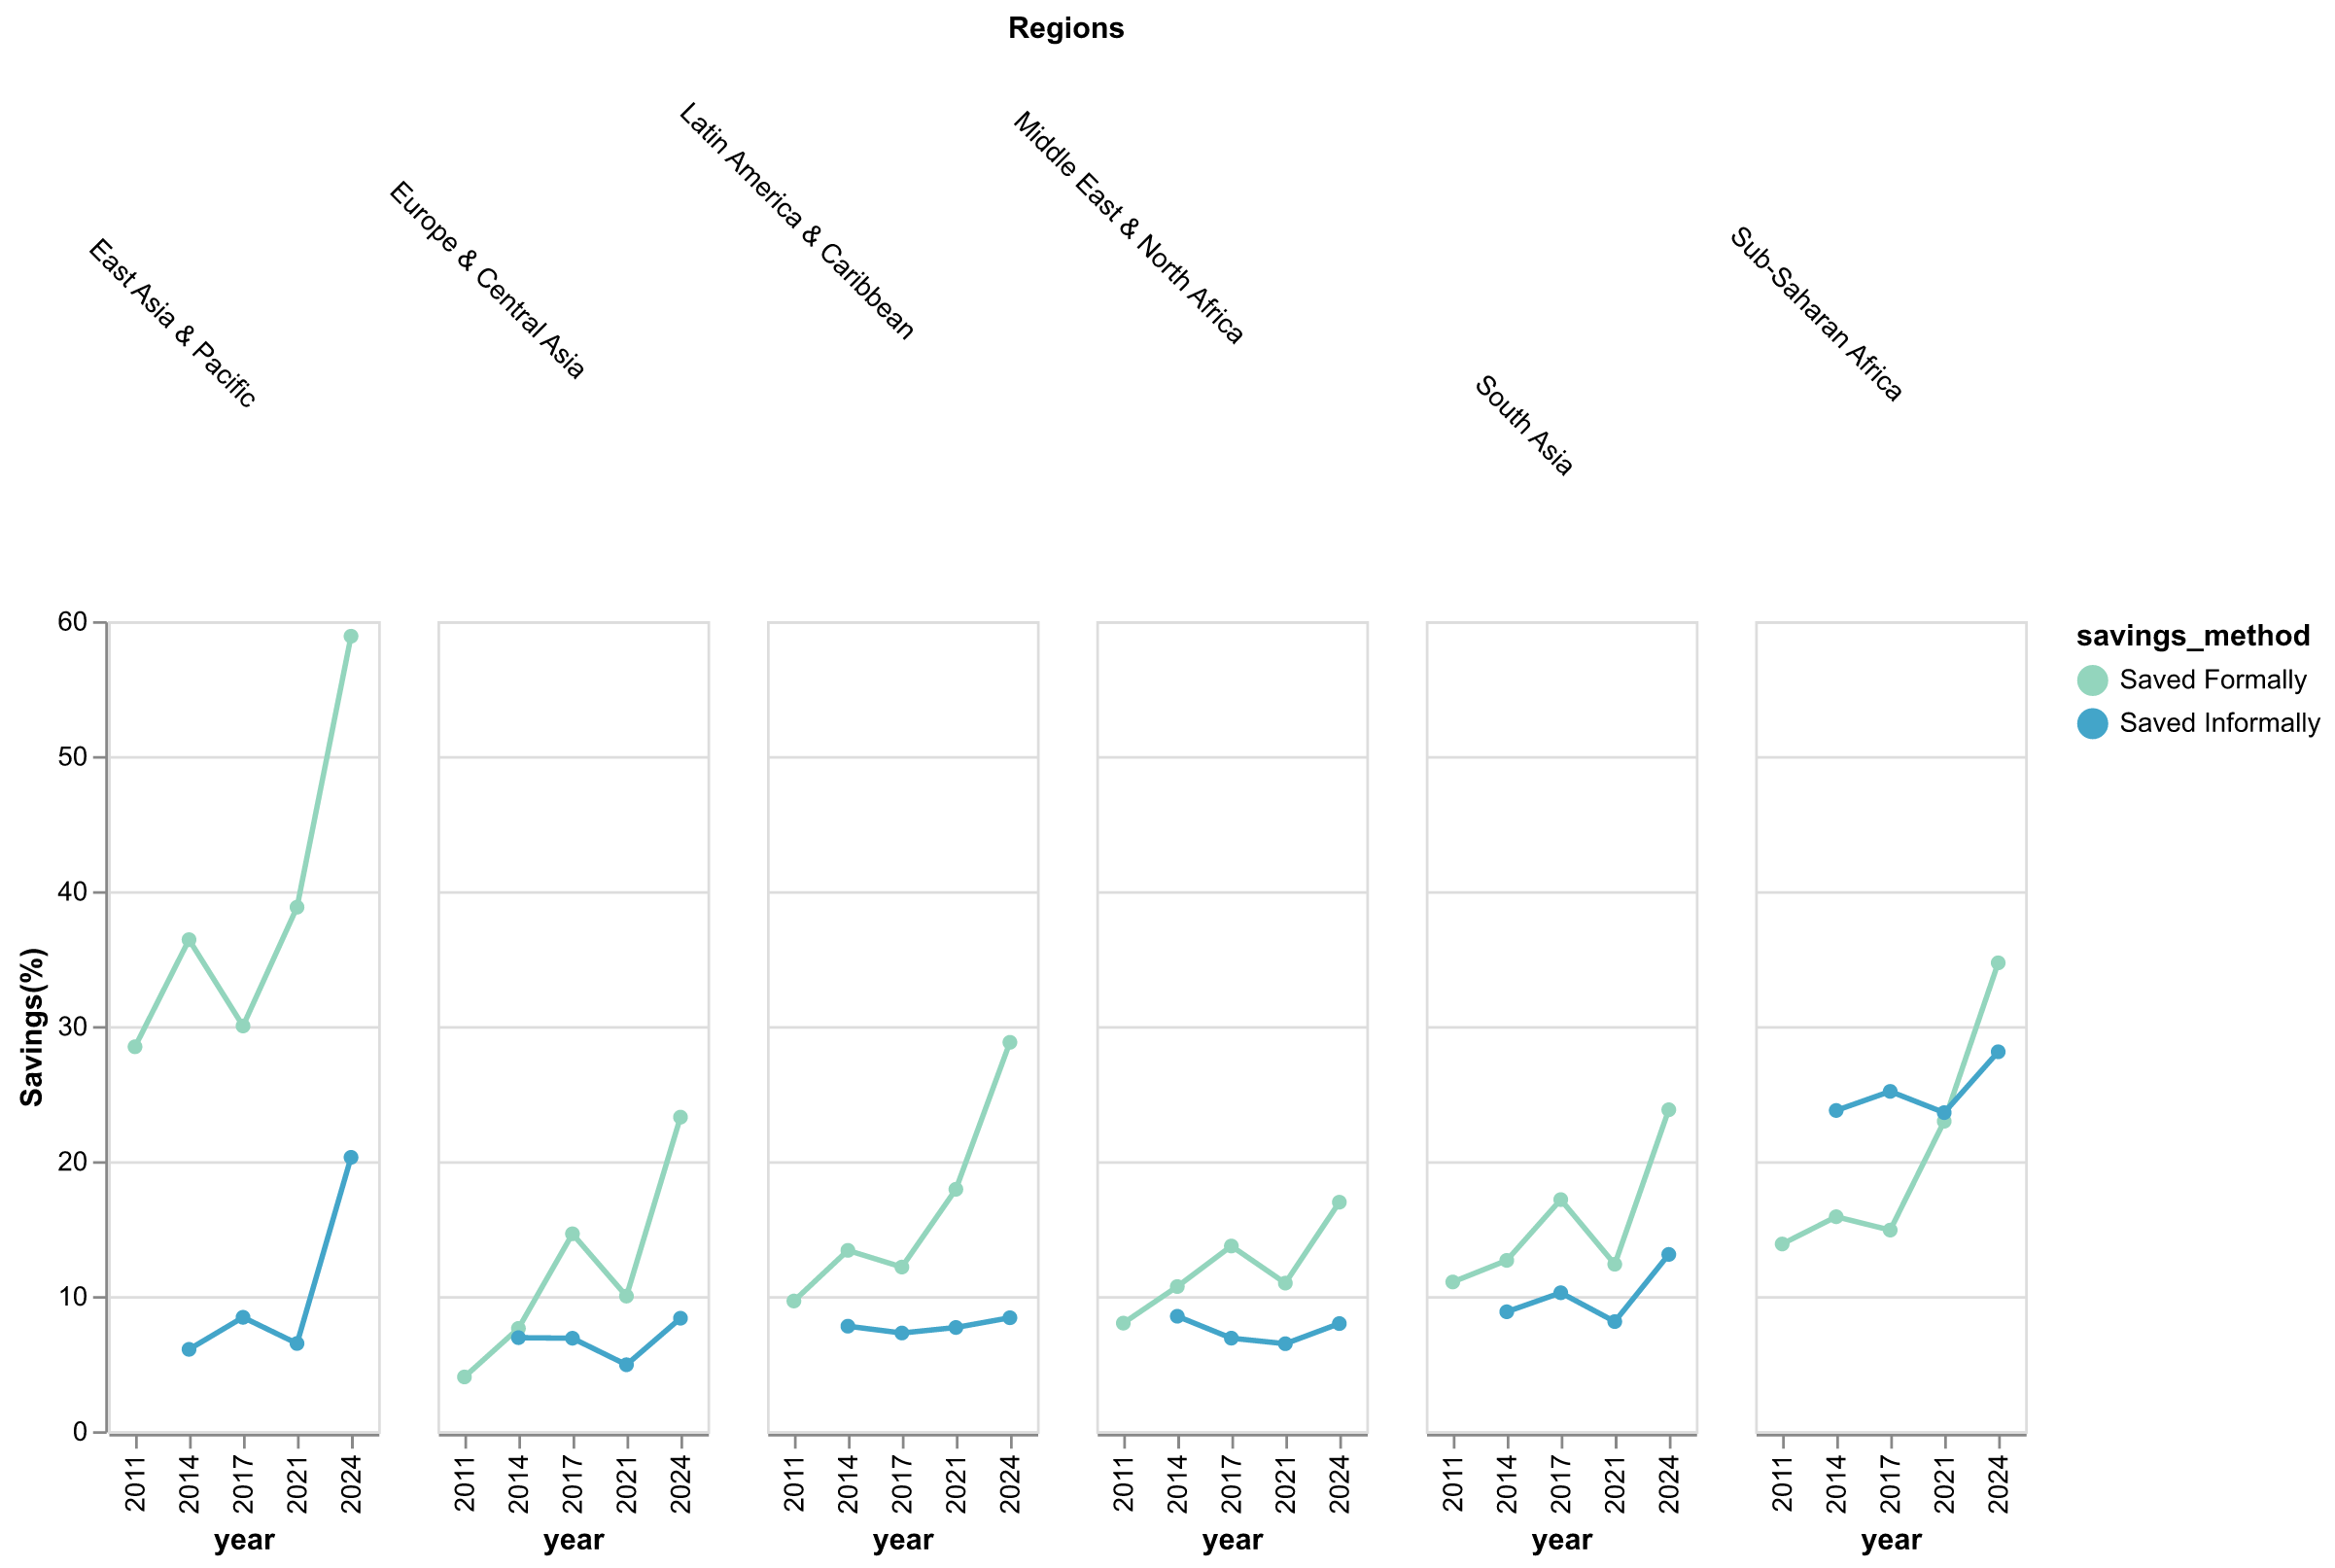 Regions
East Asia & Pacific
Europe & Central Asia
Latin America & Caribbean
Middle East & North Africa
South Asia
Sub-Saharan Africa
Savings(%)
60
50
40
30
20
10
0
2011 2014 2017 2021 2024
year
2011 2014 2017 2021 2024
year
2011 2014 2017 2021 2024
year
2011 2014 2017 2021 2024
year
2011 2014 2017 2021 2024
year
2011 2014 2017 2021 2024
year
savings_method
Saved Formally
Saved Informally